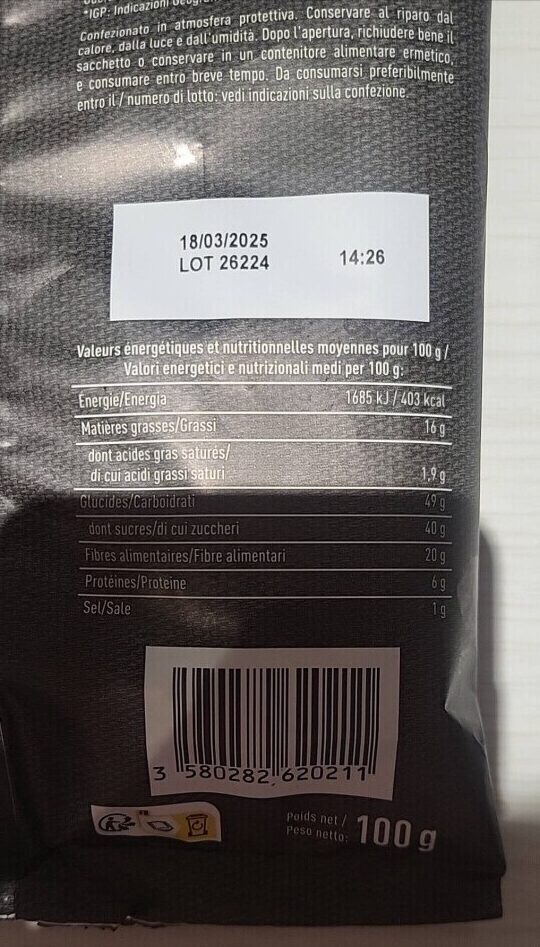 *IGP: Indicazioni
Confezionato in atmosfera protettiva. Conservare al riparo dal
calore, dalla luce e dall'umidità. Dopo l'apertura, richiudere bene il
sacchetto o conservare in un contenitore alimentare ermetico,
e consumare entro breve tempo. Da consumarsi preferibilmente
entro il / numero di lotto: vedi indicazioni sulla confezione.
18/03/2025
LOT 26224 14:26
Valeurs énergétiques et nutritionnelles moyennes pour 100 g /
Valori energetici e nutrizionali medi per 100 g:
Énergie/Energia 1685 kJ / 403 kcal
Matières grasses/Grassi 16 g
dont acides gras saturés/
di cui acidi grassi saturi 1,9 g
Glucides/Carboidrati 49 g
dont sucres/di cui zuccheri 40 g
Fibres alimentaires/Fibre alimentari 20 g
Protéines/Proteine 6 g
Sel/Sale 1 g
3 580282 620211
Poids net /
Peso netto: 100 g